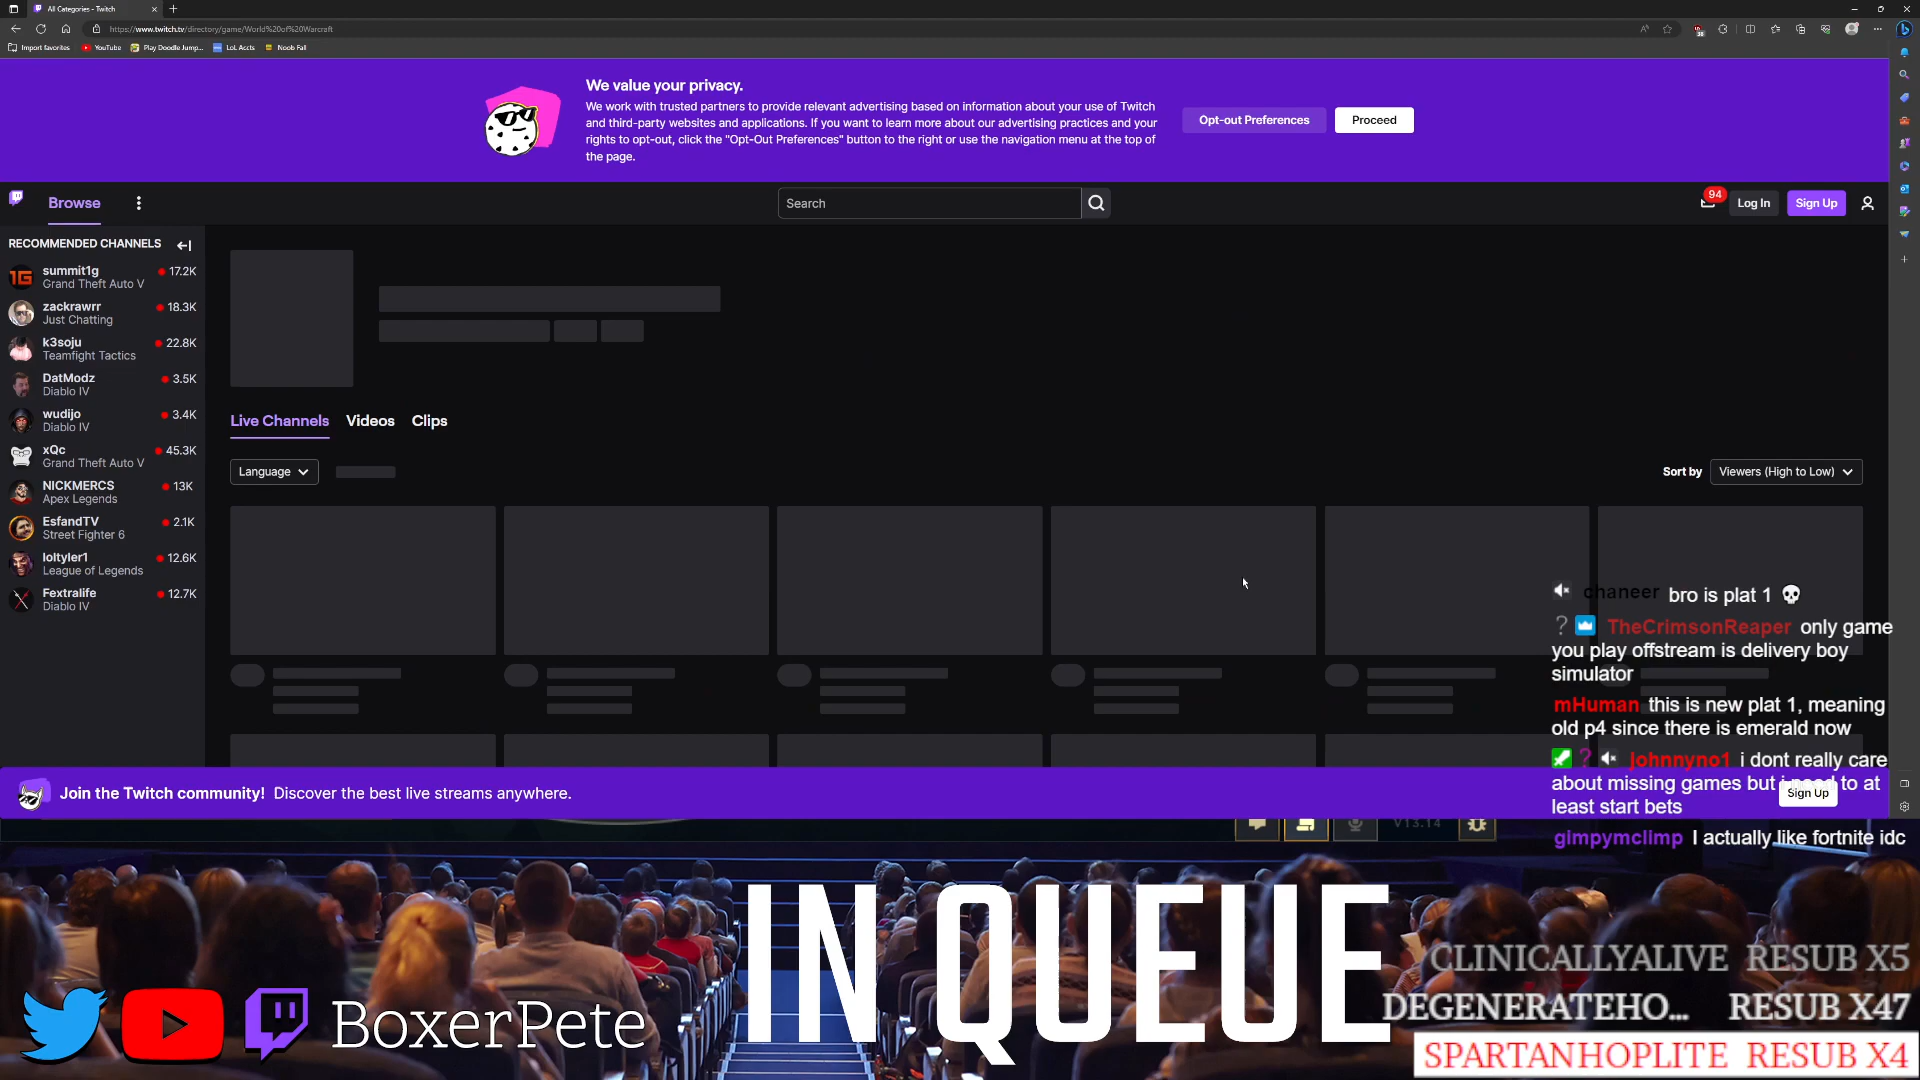 All Categories - Twitch
https://www.twitch.tv/directory/game/World%20of%20Warcraft
Import favorites
YouTube
Play Doodle Jump...
LoL Accts
Noob Fall
We value your privacy.
We work with trusted partners to provide relevant advertising based on information about your use of Twitch
and third-party websites and applications. If you want to learn more about our advertising practices and your
rights to opt-out, click the "Opt-Out Preferences" button to the right or use the navigation menu at the top of
the page.
Opt-out Preferences
Proceed
Browse
Search
94
Log In
Sign Up
RECOMMENDED CHANNELS
summit1g 17.2K
Grand Theft Auto V
zackrawrr 18.3K
Just Chatting
k3soju 22.8K
Teamfight Tactics
DatModz 3.5K
Diablo IV
wudijo 3.4K
Diablo IV
xQc 45.3K
Grand Theft Auto V
NICKMERCS 13K
Apex Legends
EsfandTV 2.1K
Street Fighter 6
loltyler1 12.6K
League of Legends
Fextralife 12.7K
Diablo IV
Live Channels
Videos
Clips
Language
Sort by
Viewers (High to Low)
chaneer bro is plat 1 💀
TheCrimsonReaper only game
you play offstream is delivery boy
simulator
mHuman this is new plat 1, meaning
old p4 since there is emerald now
johnnyno1 i dont really care
about missing games but i need to at
least start bets
gimpymclimp I actually like fortnite idc
Join the Twitch community! Discover the best live streams anywhere.
Sign Up
V13.14
IN QUEUE
BoxerPete
CLINICALLYALIVE RESUB X5
DEGENERATEHO... RESUB X47
SPARTANHOPLITE RESUB X4